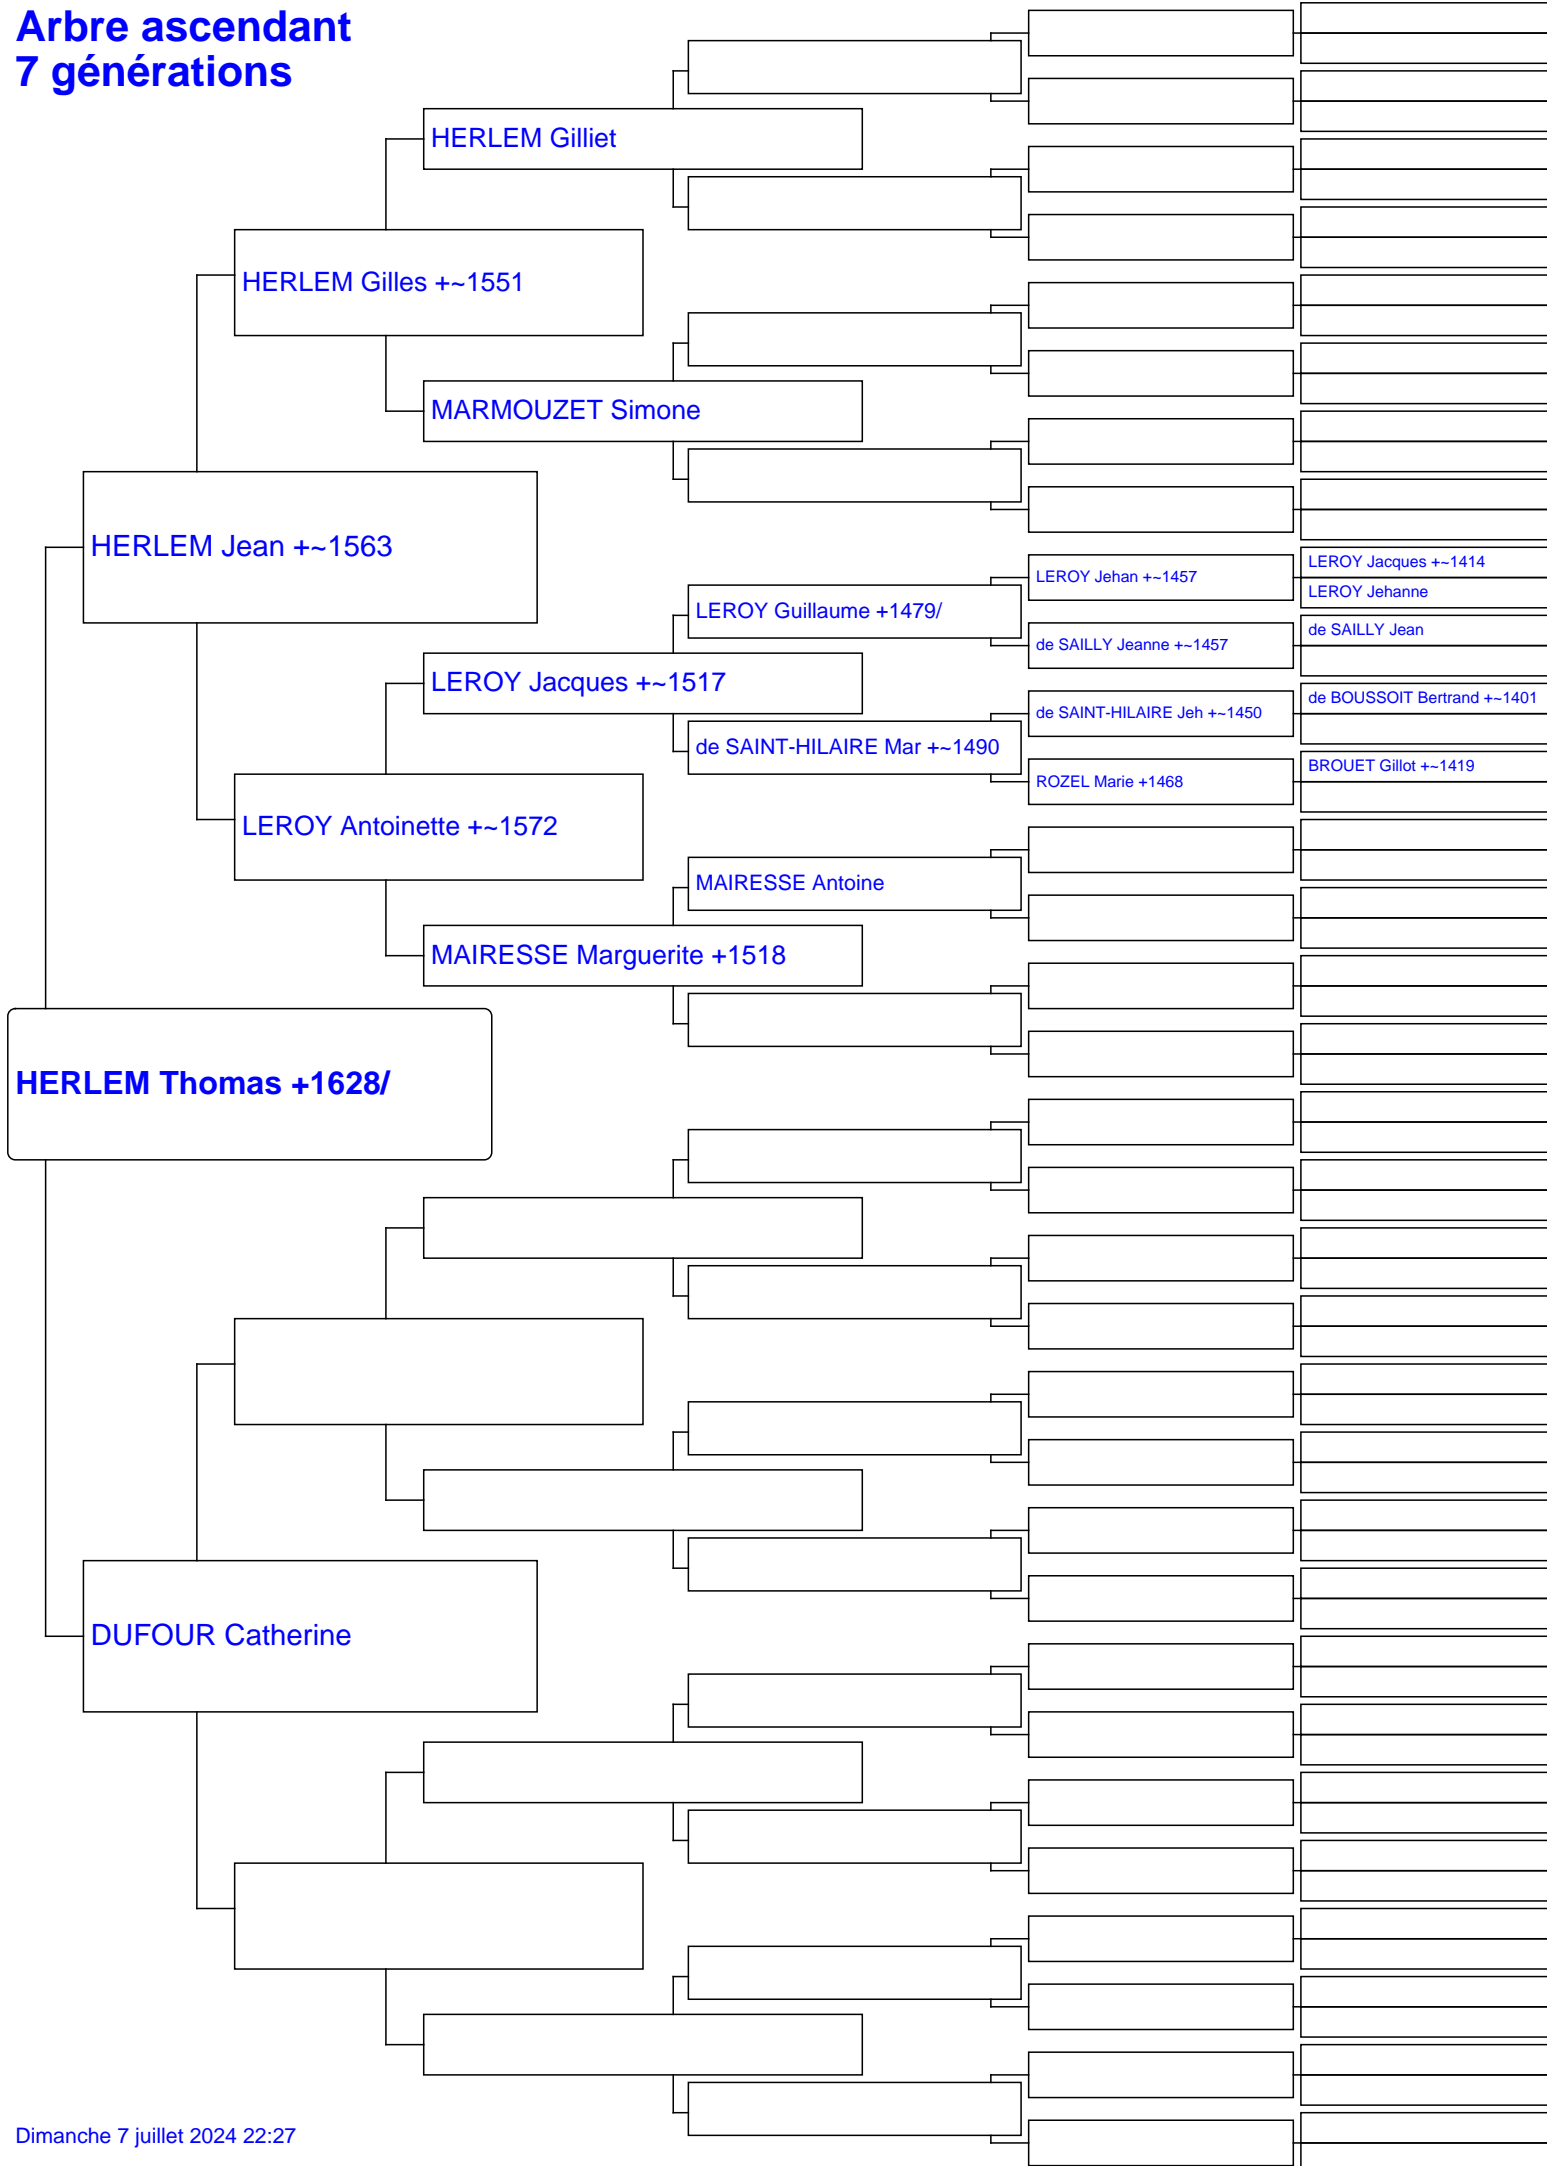 Arbre ascendant
7 générations
HERLEM Gilliet
HERLEM Gilles +~1551
MARMOUZET Simone
HERLEM Jean +~1563
LEROY Jacques +~1414
LEROY Jehan +~1457
LEROY Jehanne
LEROY Guillaume +1479/
de SAILLY Jean
de SAILLY Jeanne +~1457
LEROY Jacques +~1517
de BOUSSOIT Bertrand +~1401
de SAINT-HILAIRE Jeh +~1450
de SAINT-HILAIRE Mar +~1490
BROUET Gillot +~1419
ROZEL Marie +1468
LEROY Antoinette +~1572
MAIRESSE Antoine
MAIRESSE Marguerite +1518
HERLEM Thomas +1628/
DUFOUR Catherine
Dimanche 7 juillet 2024 22:27